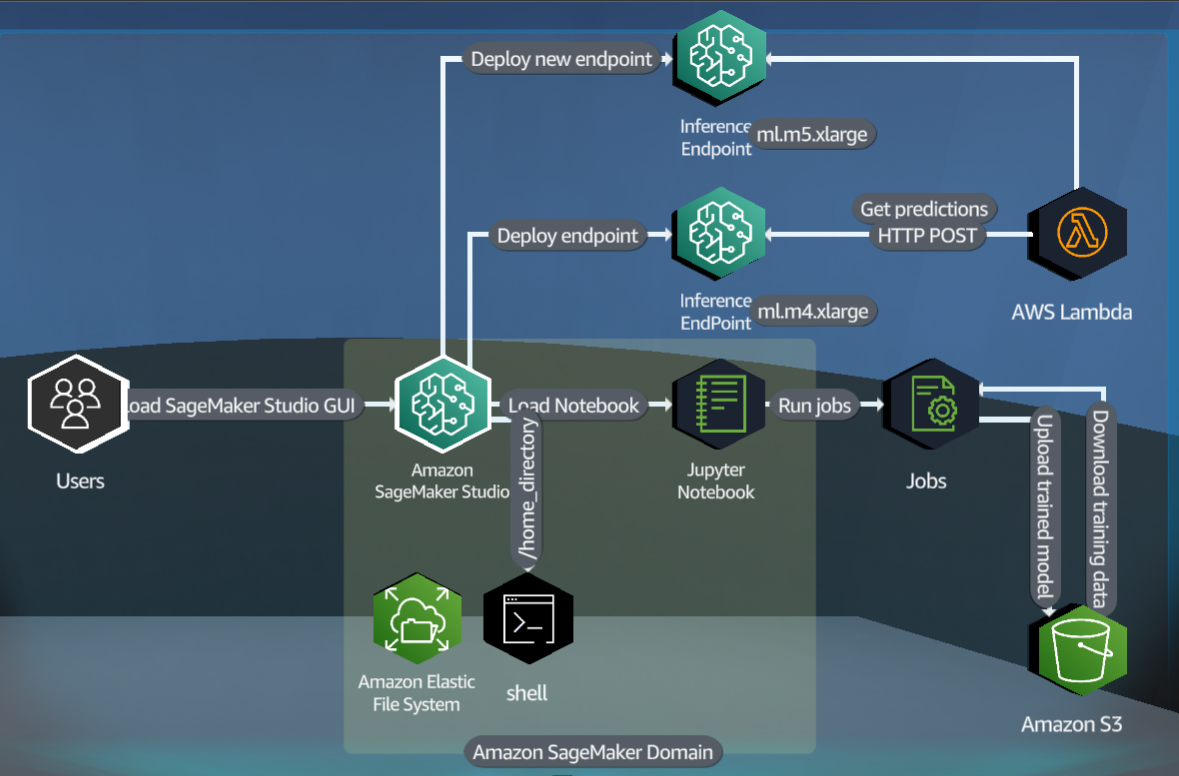 Deploy new endpoint
Inference
Endpoint
ml.m5.xlarge
Get predictions
Deploy endpoint
HTTP POST
Inference
EndPoint
ml.m4.xlarge
AWS Lambda
oad SageMaker Studio GUI
Load Notebook
Run jobs
Users
Amazon
SageMaker Studio
/home_directory
Jupyter
Notebook
Jobs
Upload trained model
Download training data
Amazon Elastic
File System
shell
Amazon S3
Amazon SageMaker Domain